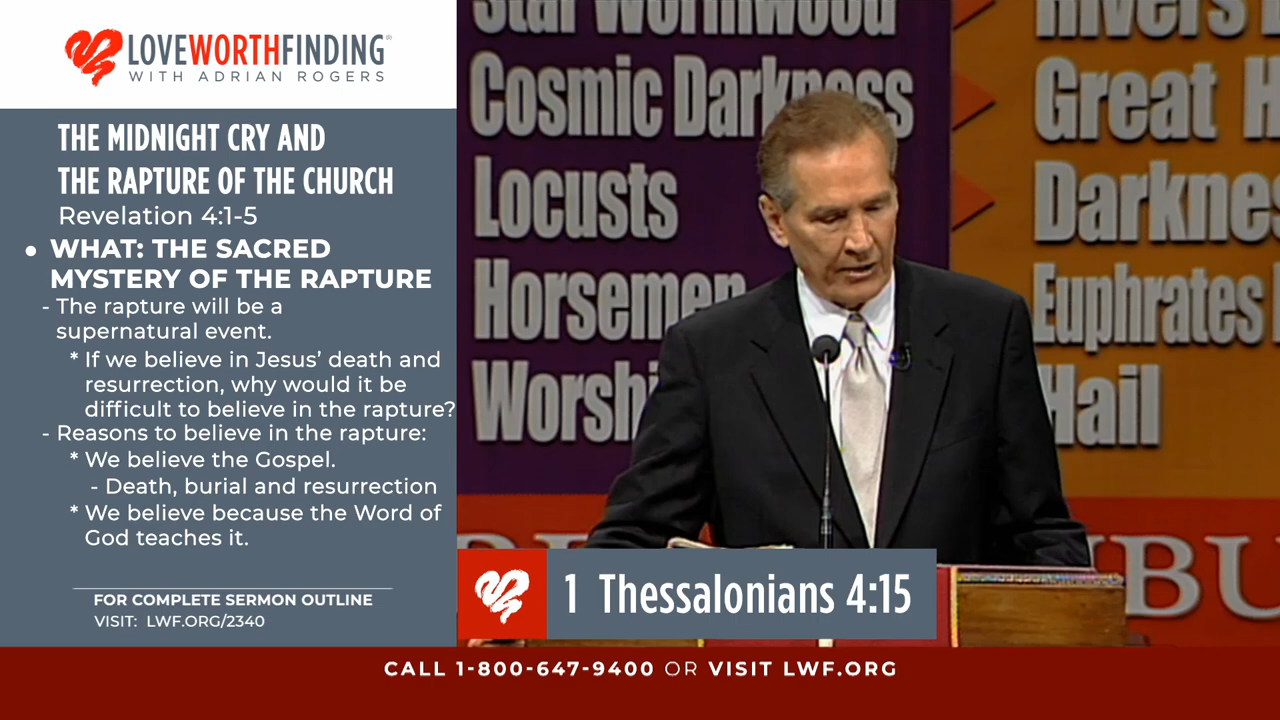 LOVEWORTHFINDING®
WITH ADRIAN ROGERS
THE MIDNIGHT CRY AND
THE RAPTURE OF THE CHURCH
Revelation 4:1-5
• WHAT: THE SACRED
MYSTERY OF THE RAPTURE
- The rapture will be a
supernatural event.
* If we believe in Jesus’ death and
resurrection, why would it be
difficult to believe in the rapture?
- Reasons to believe in the rapture:
* We believe the Gospel.
- Death, burial and resurrection
* We believe because the Word of
God teaches it.
FOR COMPLETE SERMON OUTLINE
VISIT: LWF.ORG/2340
Star Wormwood
Cosmic Darkness
Locusts
Horsemen
Worshi
Rivers
Great H
Darknes
Euphrates
Hail
BU
1 Thessalonians 4:15
CALL 1-800-647-9400 OR VISIT LWF.ORG